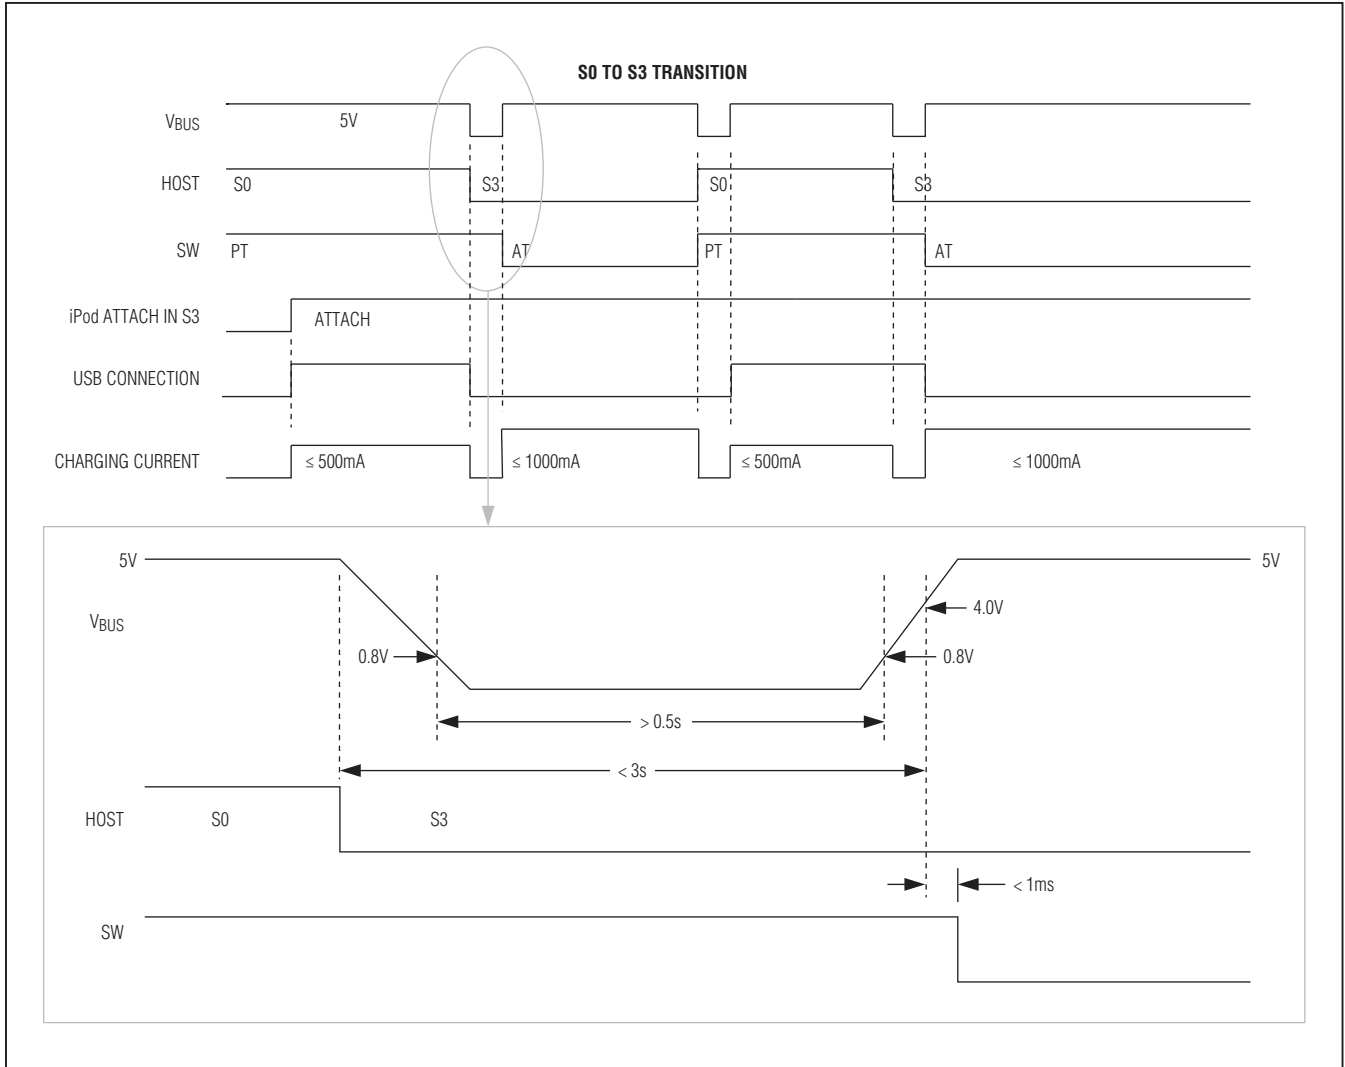 S0 TO S3 TRANSITION
VBUS 5V
HOST S0 S3 S0 S3
SW PT AT PT AT
iPod ATTACH IN S3 ATTACH
USB CONNECTION
CHARGING CURRENT ≤ 500mA ≤ 1000mA ≤ 500mA ≤ 1000mA
5V 5V
4.0V
VBUS
0.8V 0.8V
> 0.5s
< 3s
HOST S0 S3
< 1ms
SW